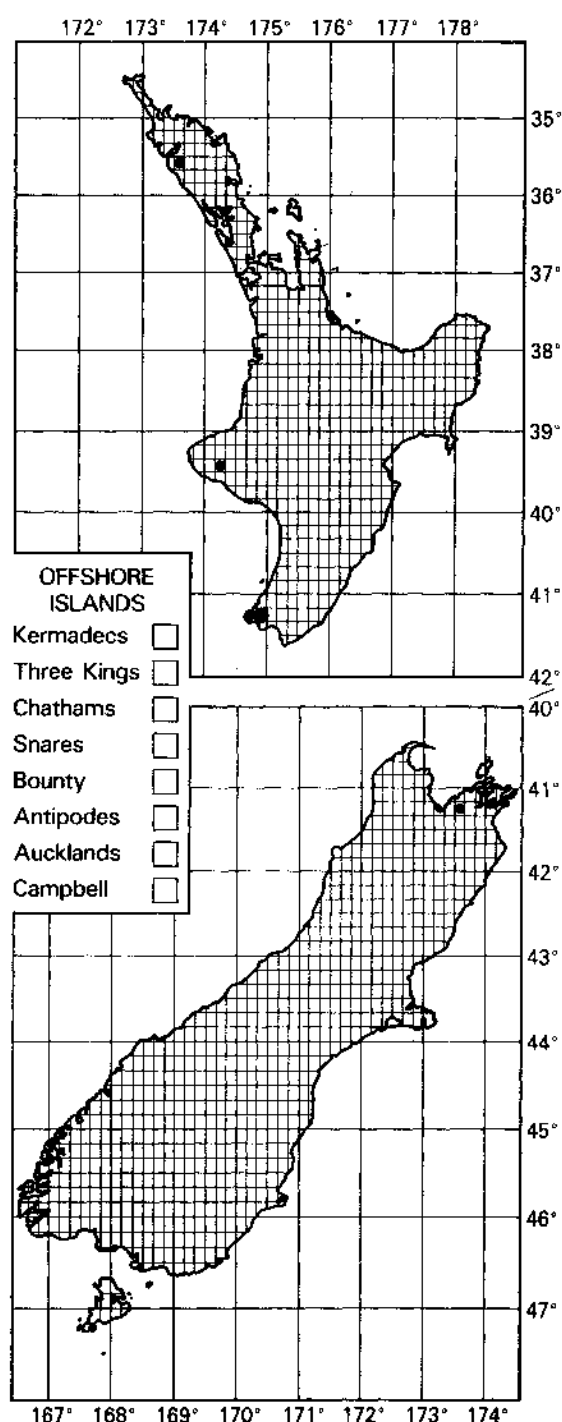 172° 173° 174° 175° 176° 177° 178°
35°
36°
37°
38°
39°
40°
41°
42°
OFFSHORE
ISLANDS
Kermadecs
Three Kings
Chathams
Snares
Bounty
Antipodes
Aucklands
Campbell
40°
41°
42°
43°
44°
45°
46°
47°
167° 168° 169° 170° 171° 172° 173° 174°